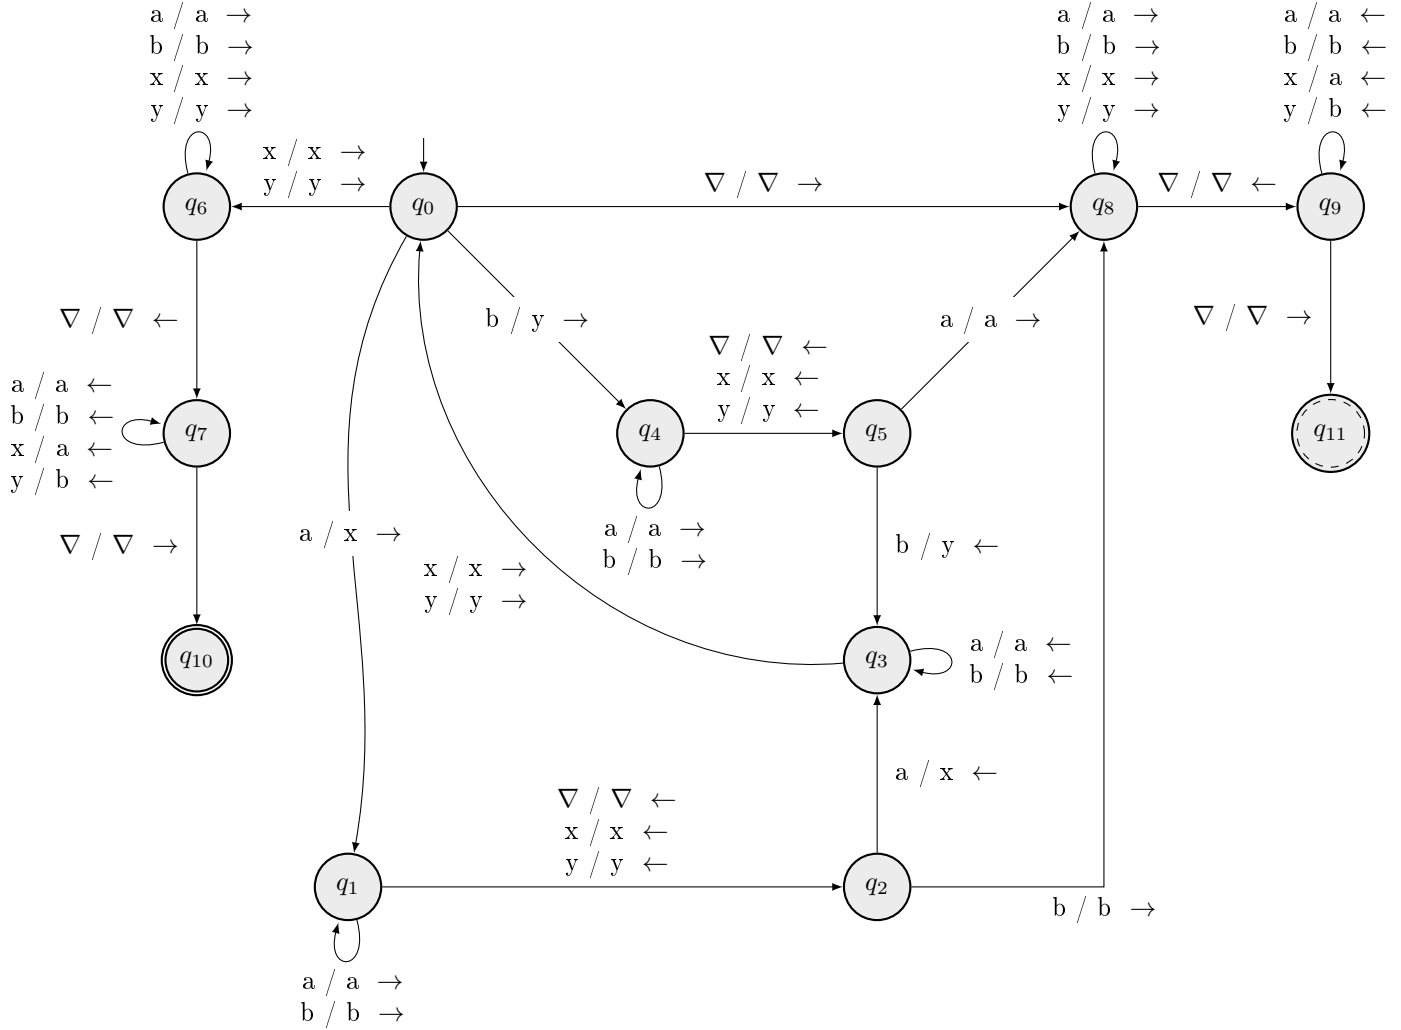 a / a →
b / b →
x / x →
y / y →
a / a →
b / b →
x / x →
y / y →
a / a ←
b / b ←
x / a ←
y / b ←
x / x →
y / y →
∇ / ∇ →
∇ / ∇ ←
q6
q0
q8
q9
∇ / ∇ ←
b / y →
a / a →
∇ / ∇ →
∇ / ∇ ←
x / x ←
y / y ←
a / a ←
b / b ←
x / a ←
y / b ←
q7
q4
q5
q11
a / x →
a / a →
b / b →
∇ / ∇ →
b / y ←
x / x →
y / y →
q10
q3
a / a ←
b / b ←
a / x ←
∇ / ∇ ←
x / x ←
y / y ←
q1
q2
b / b →
a / a →
b / b →